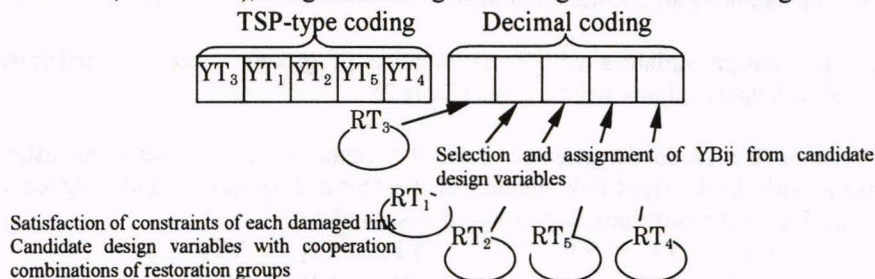 TSP-type coding Decimal coding
YT3 YT1 YT2 YT5 YT4
RT3
Selection and assignment of YBij from candidate
design variables
RT1
Satisfaction of constraints of each damaged link
Candidate design variables with cooperation
combinations of restoration groups
RT2 RT5 RT4